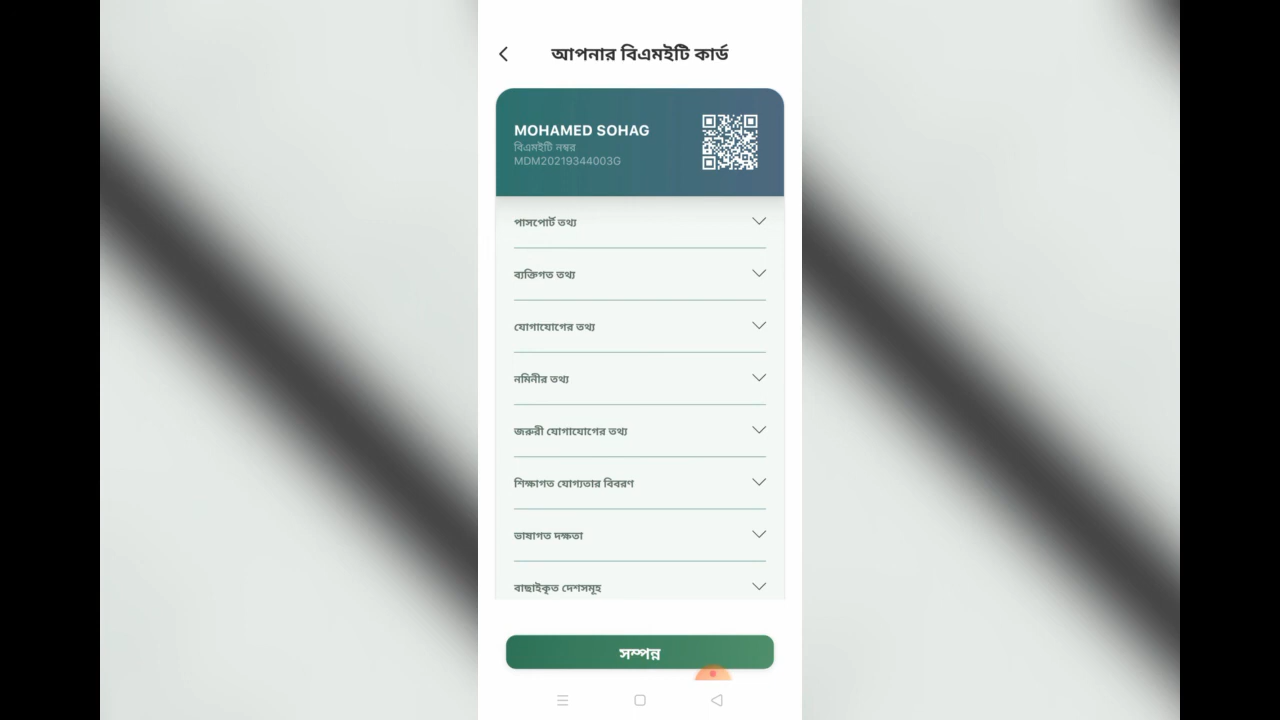 আপনার বিএমইটি কার্ড
MOHAMED SOHAG
বিএমইটি নম্বর
MDM20219344003G
পাসপোর্ট তথ্য
ব্যক্তিগত তথ্য
যোগাযোগের তথ্য
নমিনীর তথ্য
জরুরী যোগাযোগের তথ্য
শিক্ষাগত যোগ্যতার বিবরণ
ভাষাগত দক্ষতা
বাছাইকৃত দেশসমূহ
সম্পন্ন